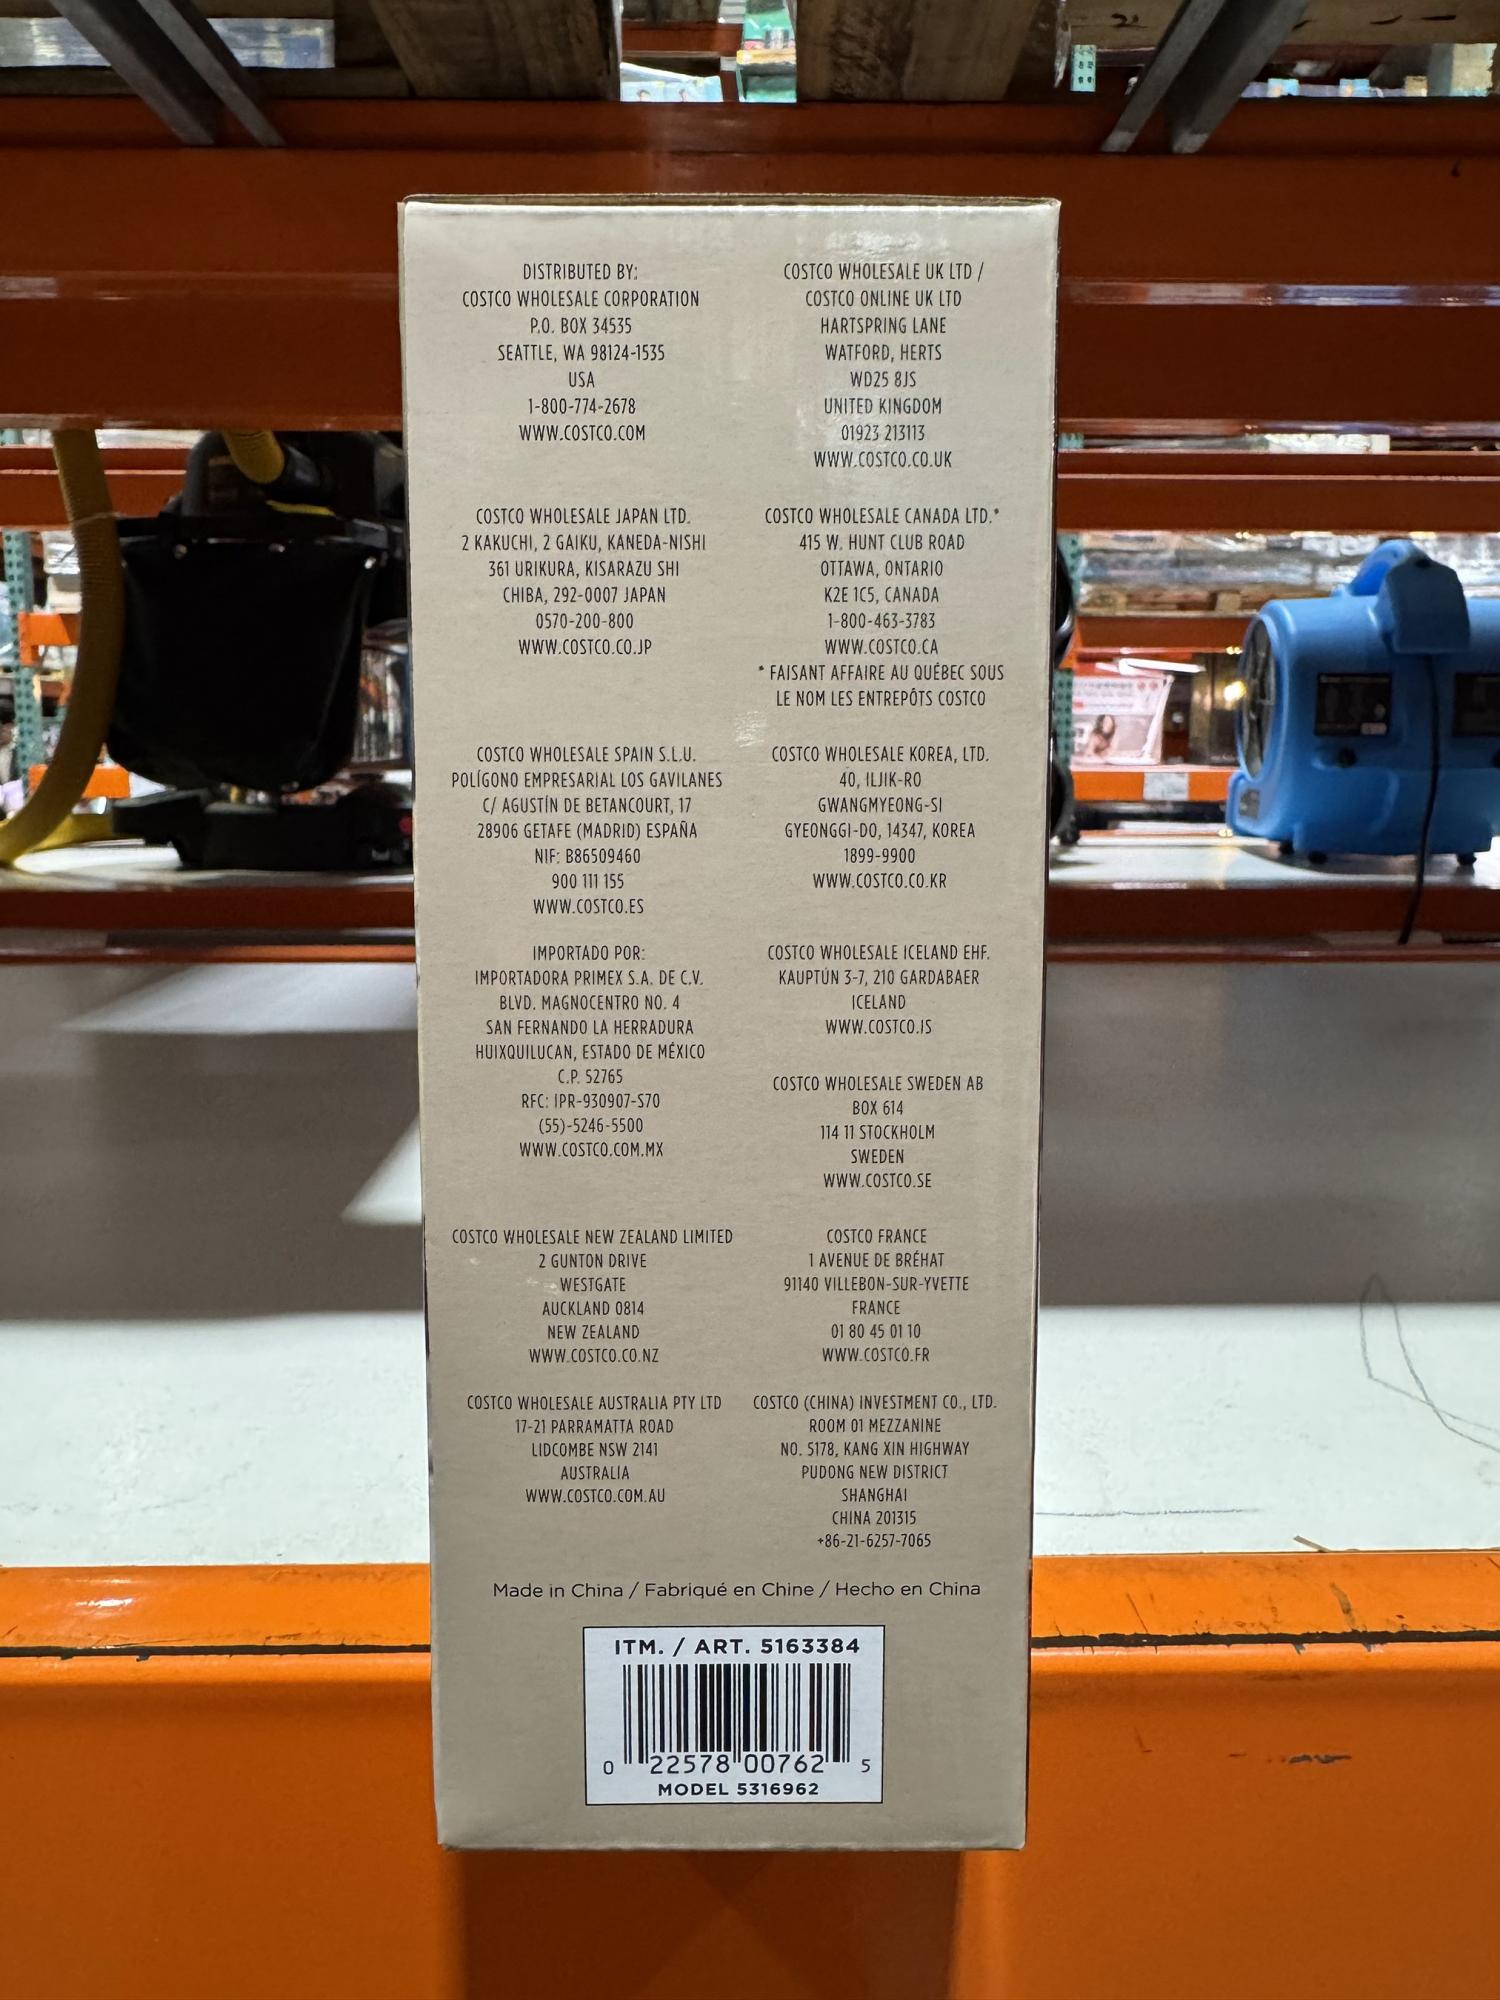 DISTRIBUTED BY:
COSTCO WHOLESALE CORPORATION
P.O. BOX 34535
SEATTLE, WA 98124-1535
USA
1-800-774-2678
WWW.COSTCO.COM
COSTCO WHOLESALE UK LTD /
COSTCO ONLINE UK LTD
HARTSPRING LANE
WATFORD, HERTS
WD25 8JS
UNITED KINGDOM
01923 213113
WWW.COSTCO.CO.UK
COSTCO WHOLESALE JAPAN LTD.
2 KAKUCHI, 2 GAIKU, KANEDA-NISHI
361 URIKURA, KISARAZU SHI
CHIBA, 292-0007 JAPAN
0570-200-800
WWW.COSTCO.CO.JP
COSTCO WHOLESALE CANADA LTD.*
415 W. HUNT CLUB ROAD
OTTAWA, ONTARIO
K2E 1C5, CANADA
1-800-463-3783
WWW.COSTCO.CA
* FAISANT AFFAIRE AU QUÉBEC SOUS
LE NOM LES ENTREPÔTS COSTCO
COSTCO WHOLESALE SPAIN S.L.U.
POLÍGONO EMPRESARIAL LOS GAVILANES
C/ AGUSTÍN DE BETANCOURT, 17
28906 GETAFE (MADRID) ESPAÑA
NIF: B86509460
900 111 155
WWW.COSTCO.ES
COSTCO WHOLESALE KOREA, LTD.
40, ILJIK-RO
GWANGMYEONG-SI
GYEONGGI-DO, 14347, KOREA
1899-9900
WWW.COSTCO.CO.KR
IMPORTADO POR:
IMPORTADORA PRIMEX S.A. DE C.V.
BLVD. MAGNOCENTRO NO. 4
SAN FERNANDO LA HERRADURA
HUIXQUILUCAN, ESTADO DE MÉXICO
C.P. 52765
RFC: IPR-930907-S70
(55)-5246-5500
WWW.COSTCO.COM.MX
COSTCO WHOLESALE ICELAND EHF.
KAUPTÚN 3-7, 210 GARDABAER
ICELAND
WWW.COSTCO.IS
COSTCO WHOLESALE SWEDEN AB
BOX 614
114 11 STOCKHOLM
SWEDEN
WWW.COSTCO.SE
COSTCO WHOLESALE NEW ZEALAND LIMITED
2 GUNTON DRIVE
WESTGATE
AUCKLAND 0814
NEW ZEALAND
WWW.COSTCO.CO.NZ
COSTCO FRANCE
1 AVENUE DE BRÉHAT
91140 VILLEBON-SUR-YVETTE
FRANCE
01 80 45 01 10
WWW.COSTCO.FR
COSTCO WHOLESALE AUSTRALIA PTY LTD
17-21 PARRAMATTA ROAD
LIDCOMBE NSW 2141
AUSTRALIA
WWW.COSTCO.COM.AU
COSTCO (CHINA) INVESTMENT CO., LTD.
ROOM 01 MEZZANINE
NO. 5178, KANG XIN HIGHWAY
PUDONG NEW DISTRICT
SHANGHAI
CHINA 201315
+86-21-6257-7065
Made in China / Fabriqué en Chine / Hecho en China
ITM. / ART. 5163384
0 22578 00762 5
MODEL 5316962